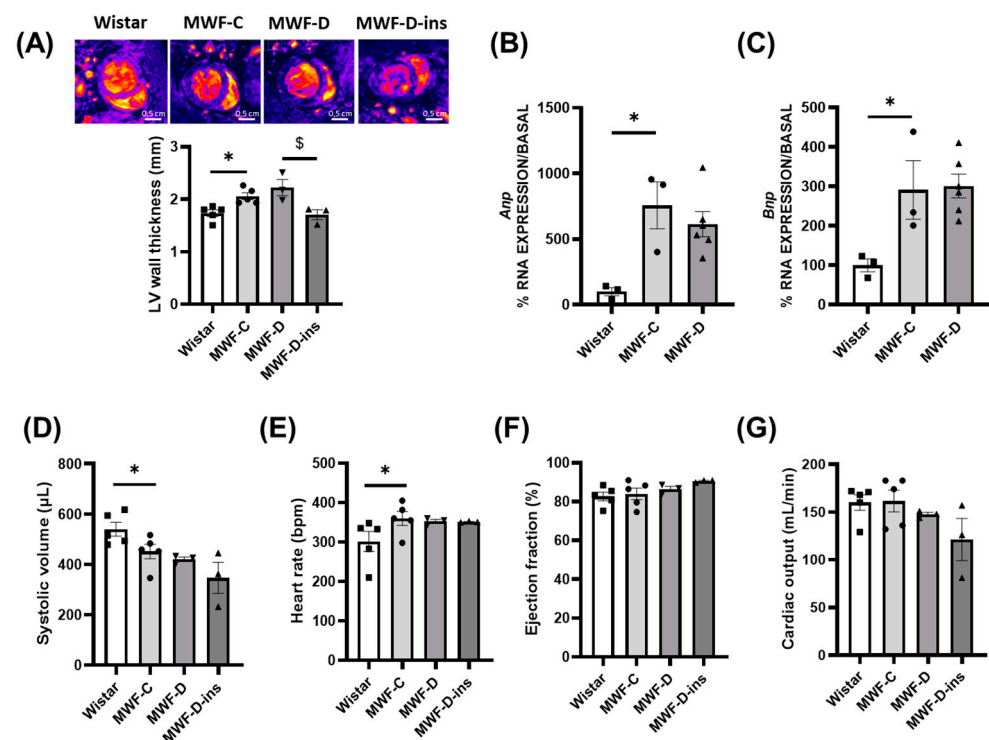 (A)
Wistar MWF-C MWF-D MWF-D-ins
0,5 cm 0,5 cm 0,5 cm 0,5 cm
LV wall thickness (mm)
3
2
1
0
* $
Wistar MWF-C MWF-D MWF-D-ins
(B)
Anp
% RNA EXPRESSION/BASAL
1500
1000
500
0
*
Wistar MWF-C MWF-D
(C)
Bnp
% RNA EXPRESSION/BASAL
500
400
300
200
100
0
*
Wistar MWF-C MWF-D
(D)
Systolic volume (µL)
800
600
400
200
0
*
Wistar MWF-C MWF-D MWF-D-ins
(E)
Heart rate (bpm)
500
400
300
200
100
0
*
Wistar MWF-C MWF-D MWF-D-ins
(F)
Ejection fraction (%)
100
80
60
40
20
0
Wistar MWF-C MWF-D MWF-D-ins
(G)
Cardiac output (mL/min)
200
150
100
50
0
Wistar MWF-C MWF-D MWF-D-ins